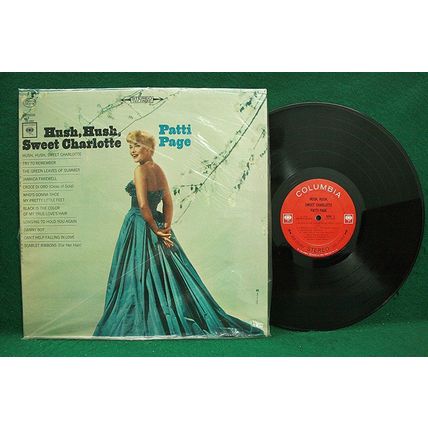 STEREO
Hush, Hush,
Sweet Charlotte
Patti
Page
HUSH, HUSH, SWEET CHARLOTTE
TRY TO REMEMBER
THE GREEN LEAVES OF SUMMER
JAMAICA FAREWELL
CROCE DI ORO (Cross of Gold)
WHO'S GONNA SHOE
MY PRETTY LITTLE FEET
BLACK IS THE COLOR
OF MY TRUE LOVE'S HAIR
LONGING TO HOLD YOU AGAIN
DANNY BOY
CAN'T HELP FALLING IN LOVE
SCARLET RIBBONS (For Her Hair)
COLUMBIA
HUSH, HUSH,
SWEET CHARLOTTE
PATTI PAGE
STEREO